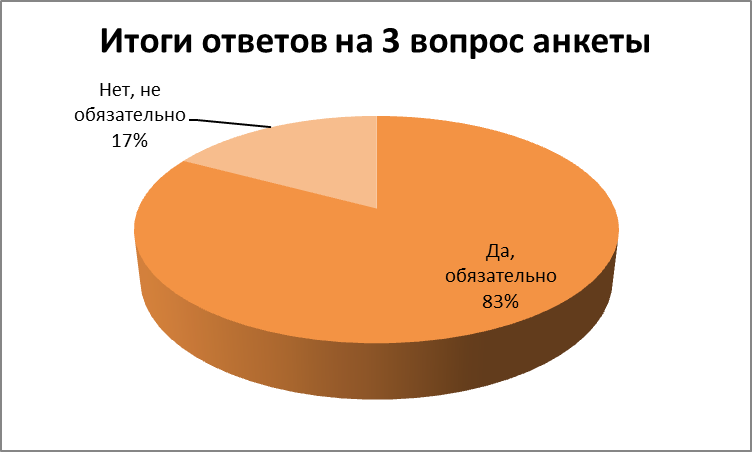 Итоги ответов на 3 вопрос анкеты
Нет, не
обязательно
17%
Да,
обязательно
83%